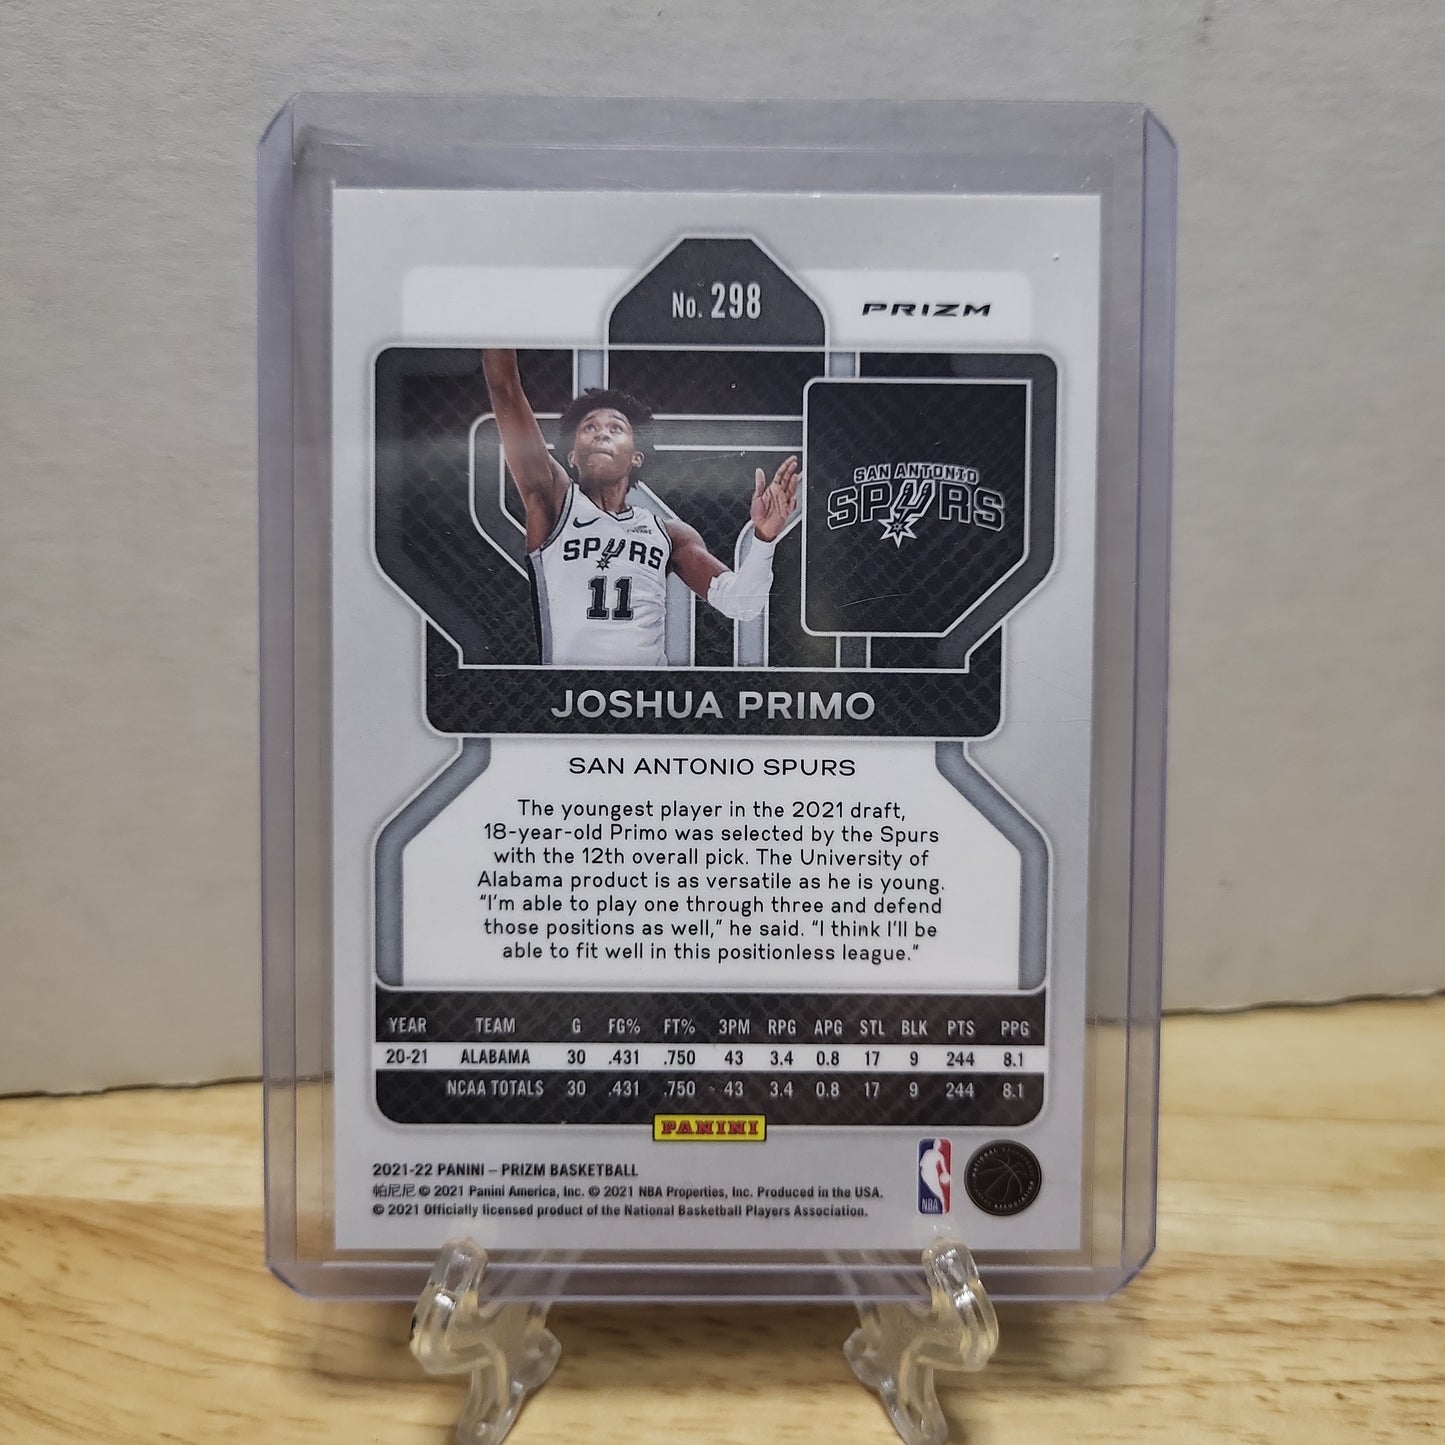 No. 298
PRIZM
SAN ANTONIO
SPURS
SPURS
11
JOSHUA PRIMO
SAN ANTONIO SPURS
The youngest player in the 2021 draft,
18-year-old Primo was selected by the Spurs
with the 12th overall pick. The University of
Alabama product is as versatile as he is young.
“I’m able to play one through three and defend
those positions as well,” he said. “I think I’ll be
able to fit well in this positionless league.”
YEAR TEAM G FG% FT% 3PM RPG APG STL BLK PTS PPG
20-21 ALABAMA 30 .431 .750 43 3.4 0.8 17 9 244 8.1
NCAA TOTALS 30 .431 .750 43 3.4 0.8 17 9 244 8.1
PANINI
2021-22 PANINI – PRIZM BASKETBALL
帕尼尼 © 2021 Panini America, Inc. © 2021 NBA Properties, Inc. Produced in the USA.
© 2021 Officially licensed product of the National Basketball Players Association.
NBA